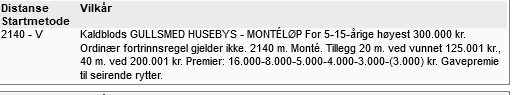 Distanse Vilkår
Startmetode
2140 - V Kaldblods GULLSMED HUSEBYS - MONTÉLØP For 5-15-årige høyest 300.000 kr.
Ordinær fortrinnsregel gjelder ikke. 2140 m. Monté. Tillegg 20 m. ved vunnet 125.001 kr.,
40 m. ved 200.001 kr. Premier: 16.000-8.000-5.000-4.000-3.000-(3.000) kr. Gavepremie
til seirende rytter.